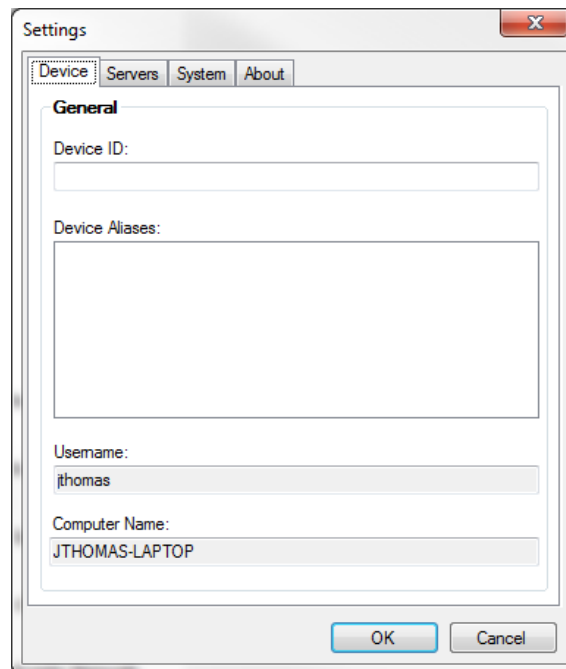 Settings
Device Servers System About
General
Device ID:
Device Aliases:
Username:
jthomas
Computer Name:
JTHOMAS-LAPTOP
OK Cancel